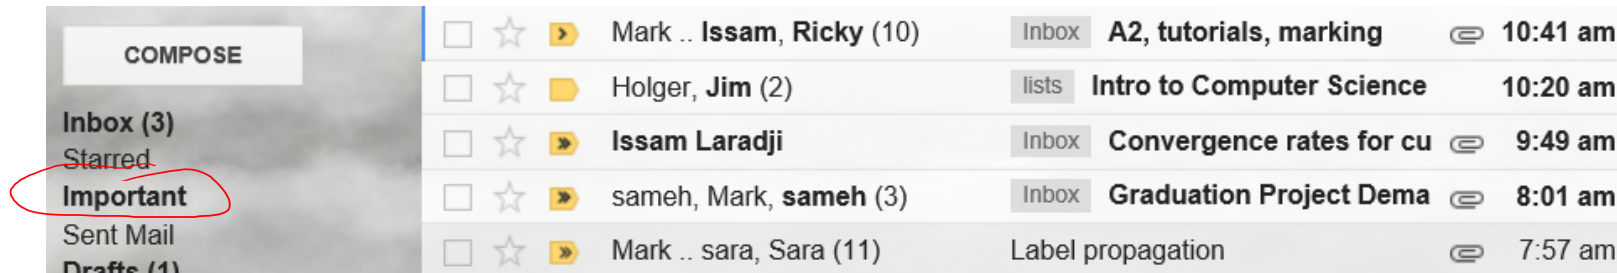 COMPOSE
Inbox (3)
Starred
Important
Sent Mail
Drafts (1)
Mark .. Issam, Ricky (10) Inbox A2, tutorials, marking 10:41 am
Holger, Jim (2) lists Intro to Computer Science 10:20 am
Issam Laradji Inbox Convergence rates for cu 9:49 am
sameh, Mark, sameh (3) Inbox Graduation Project Dema 8:01 am
Mark .. sara, Sara (11) Label propagation 7:57 am